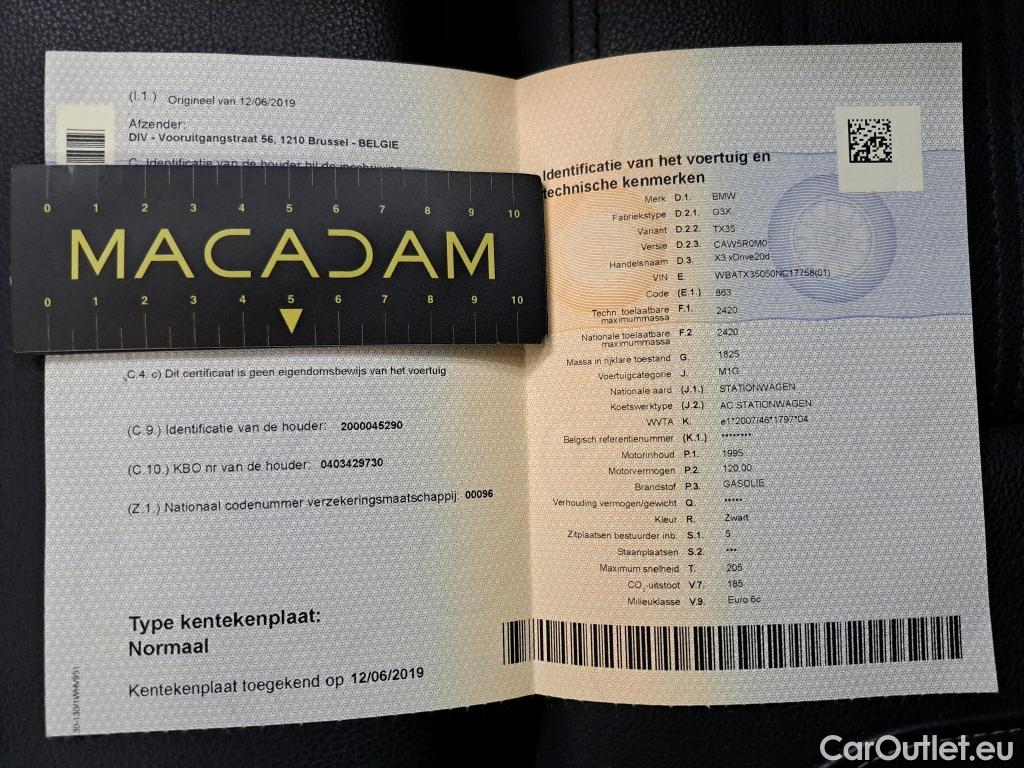 (I.1.) Origineel van 12/06/2019
Afzender:
DIV - Vooruitgangstraat 56, 1210 Brussel - BELGIE
C. Identificatie van de houder bij de inschrijving
0 1 2 3 4 5 6 7 8 9 10
MACADAM
0 1 2 3 4 5 6 7 8 9 10
C.4. c) Dit certificaat is geen eigendomsbewijs van het voertuig
(C.9.) Identificatie van de houder: 2000045290
(C.10.) KBO nr van de houder: 0403429730
(Z.1.) Nationaal codenummer verzekeringsmaatschappij: 00096
Type kentekenplaat:
Normaal
Kentekenplaat toegekend op 12/06/2019
Identificatie van het voertuig en
technische kenmerken
Merk D.1. BMW
Fabriekstype D.2.1. G3X
Variant D.2.2. TX35
Versie D.2.3. CAW5R0M0
Handelsnaam D.3. X3 xDrive20d
VIN E. WBATX35050NC17758(01)
Code (E.1.) 863
Techn. toelaatbare maximummassa F.1. 2420
Nationale toelaatbare maximummassa F.2. 2420
Massa in rijklare toestand G. 1825
Voertuigcategorie J. M1G
Nationale aard (J.1.) STATIONWAGEN
Koetswerktype (J.2.) AC STATIONWAGEN
WVTA K. e1*2007/46*1797*04
Belgisch referentienummer (K.1.) ********
Motorinhoud P.1. 1995
Motorvermogen P.2. 120,00
Brandstof P.3. GASOLIE
Verhouding vermogen/gewicht Q. *****
Kleur R. Zwart
Zitplaatsen bestuurder inb. S.1. 5
Staanplaatsen S.2. ***
Maximum snelheid T. 205
CO₂-uitstoot V.7. 185
Milieuklasse V.9. Euro 6c
CarOutlet.eu